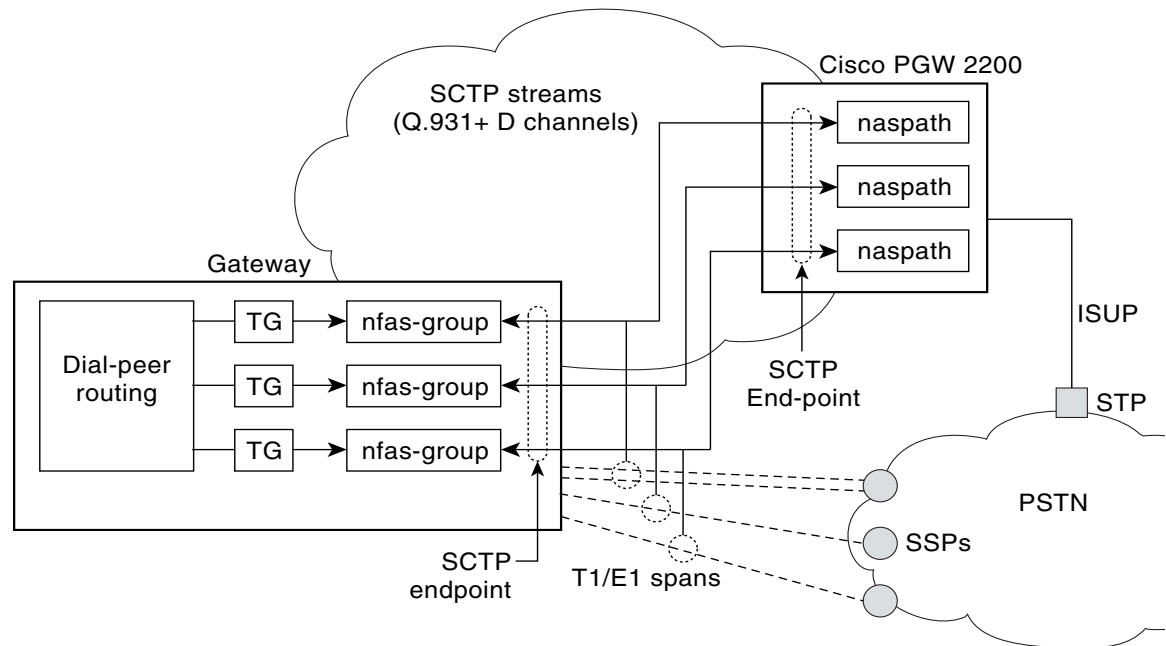 Cisco PGW 2200
SCTP streams
(Q.931+ D channels)
naspath
naspath
naspath
Gateway
Dial-peer
routing
TG
nfas-group
TG
nfas-group
TG
nfas-group
SCTP
End-point
ISUP
STP
PSTN
SSPs
SCTP
endpoint
T1/E1 spans